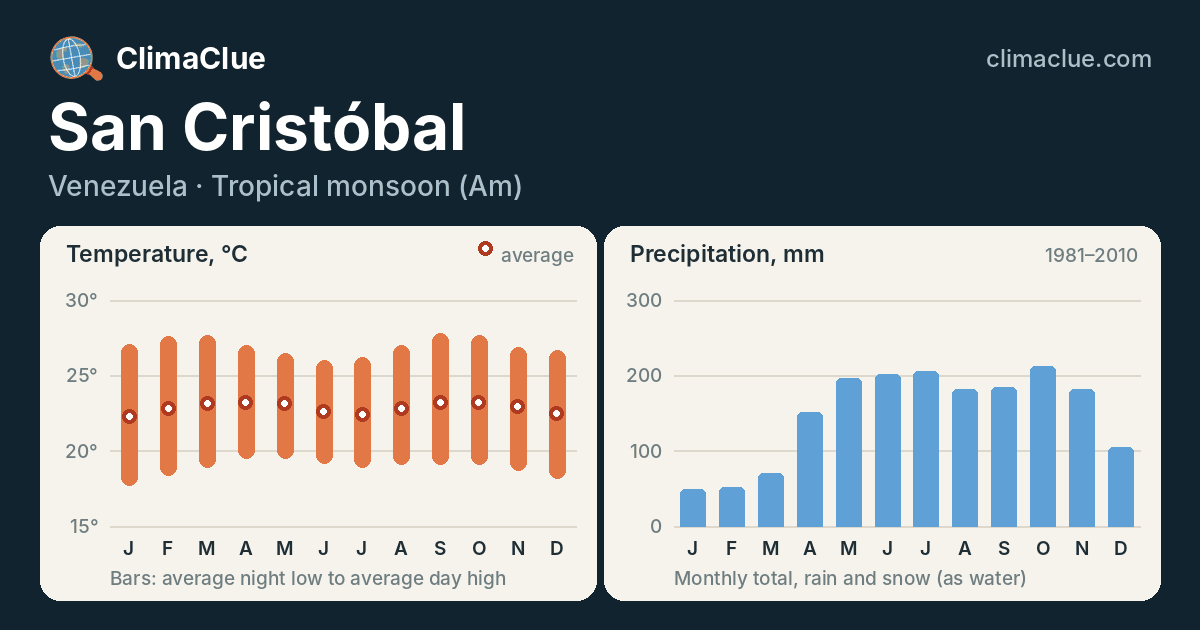 ClimaClue
climaclue.com
San Cristóbal
Venezuela · Tropical monsoon (Am)
Temperature, °C
average
30°
25°
20°
15°
J F M A M J J A S O N D
Bars: average night low to average day high
Precipitation, mm
1981–2010
300
200
100
0
J F M A M J J A S O N D
Monthly total, rain and snow (as water)